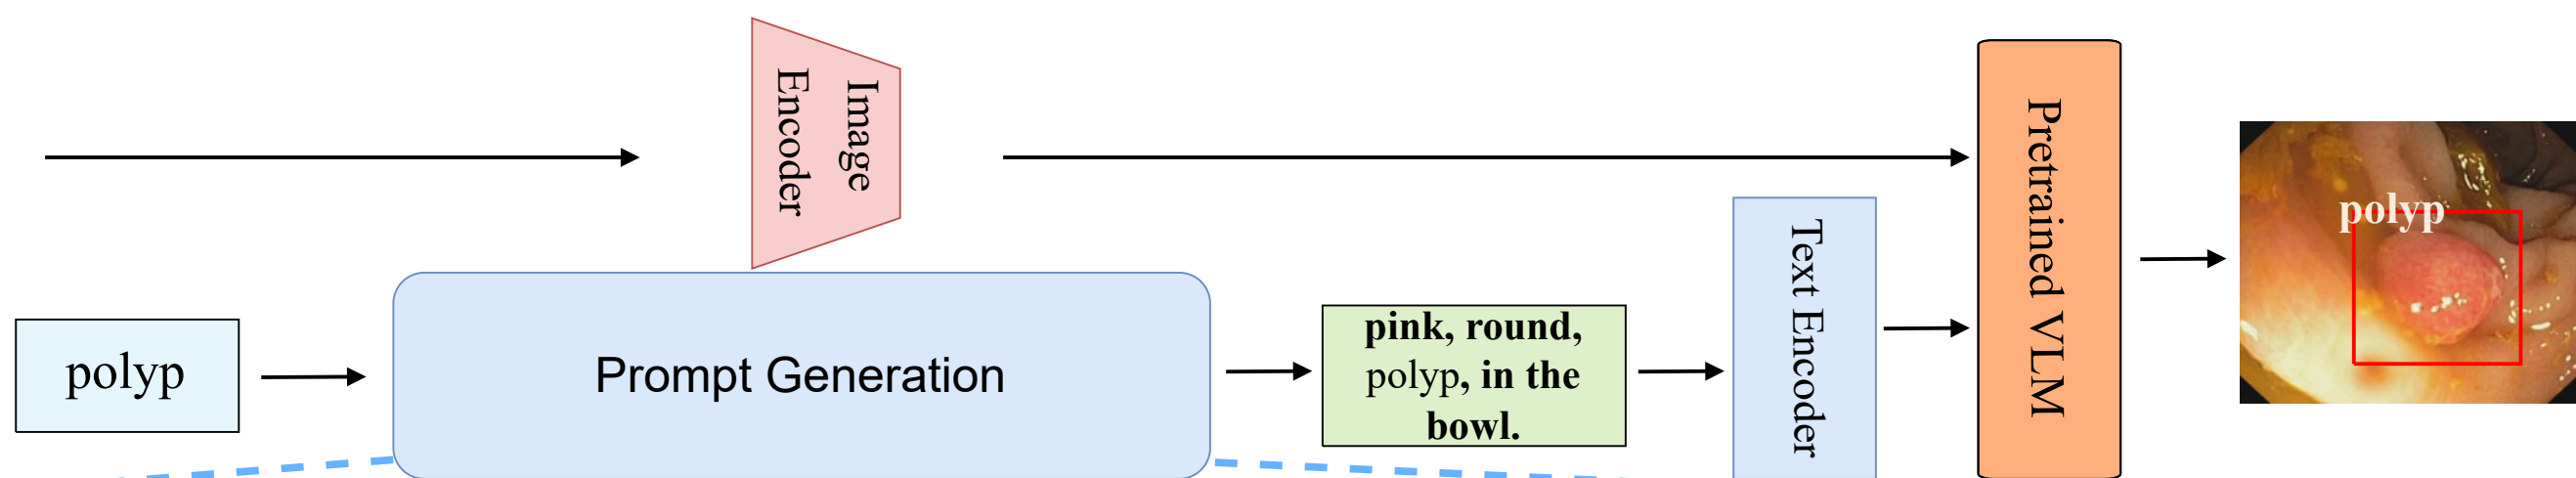 Image
Encoder
polyp
Prompt Generation
pink, round,
polyp, in the
bowl.
Text Encoder
Pretrained VLM
polyp